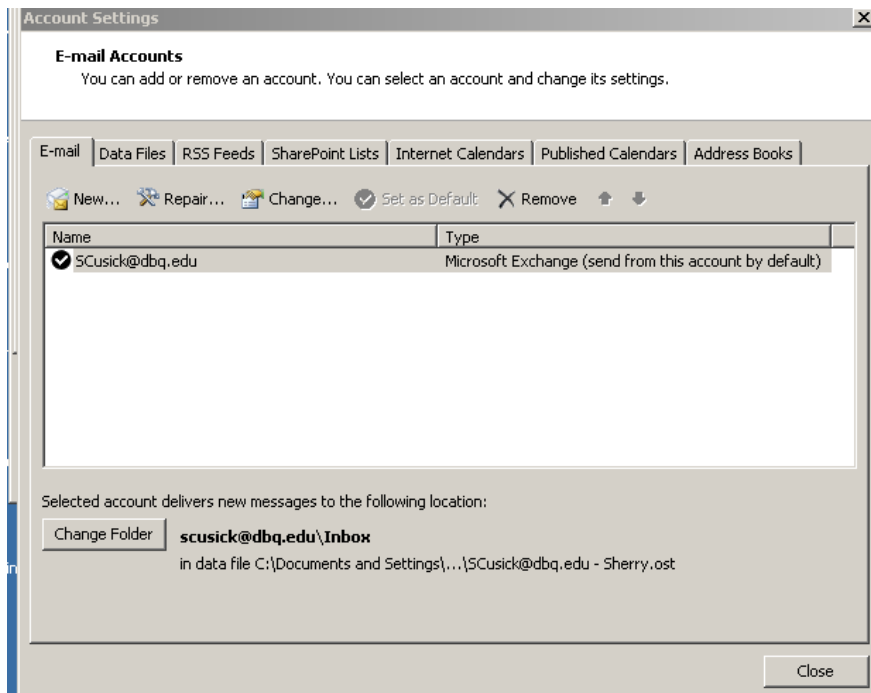 Account Settings
E-mail Accounts
You can add or remove an account. You can select an account and change its settings.
E-mail Data Files RSS Feeds SharePoint Lists Internet Calendars Published Calendars Address Books
New... Repair... Change... Set as Default Remove
Name Type
SCusick@dbq.edu Microsoft Exchange (send from this account by default)
Selected account delivers new messages to the following location:
Change Folder scusick@dbq.edu\Inbox
in data file C:\Documents and Settings\...\SCusick@dbq.edu - Sherry.ost
in
Close